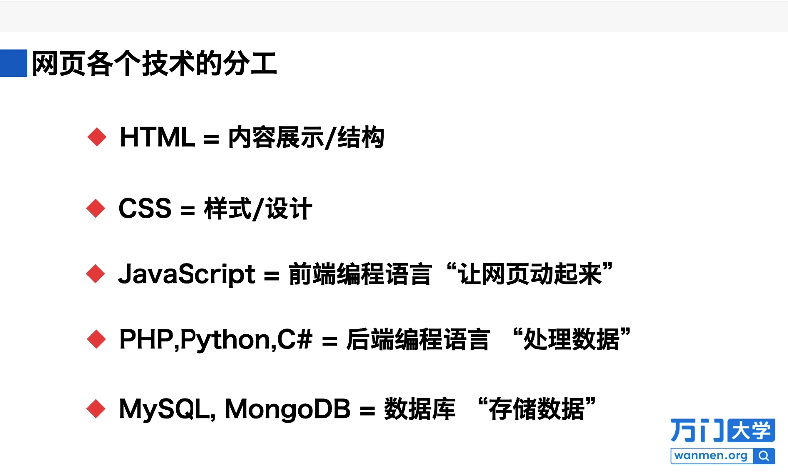 网页各个技术的分工
HTML = 内容展示/结构
CSS = 样式/设计
JavaScript = 前端编程语言“让网页动起来”
PHP,Python,C# = 后端编程语言 “处理数据”
MySQL, MongoDB = 数据库 “存储数据”
万门大学
wanmen.org